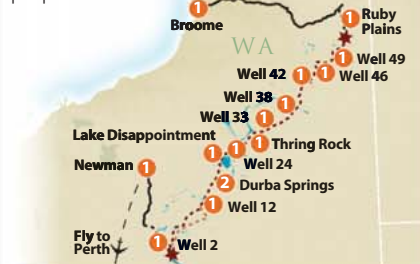 1
Broome
WA
1
Ruby
Plains
1
Well 49
1
Well 46
Well 42
1
Well 38
1
Well 33
1
Lake Disappointment
1
1
1
Thring Rock
Well 24
Newman
1
2
Durba Springs
1
Well 12
Fly to
Perth
1
Well 2